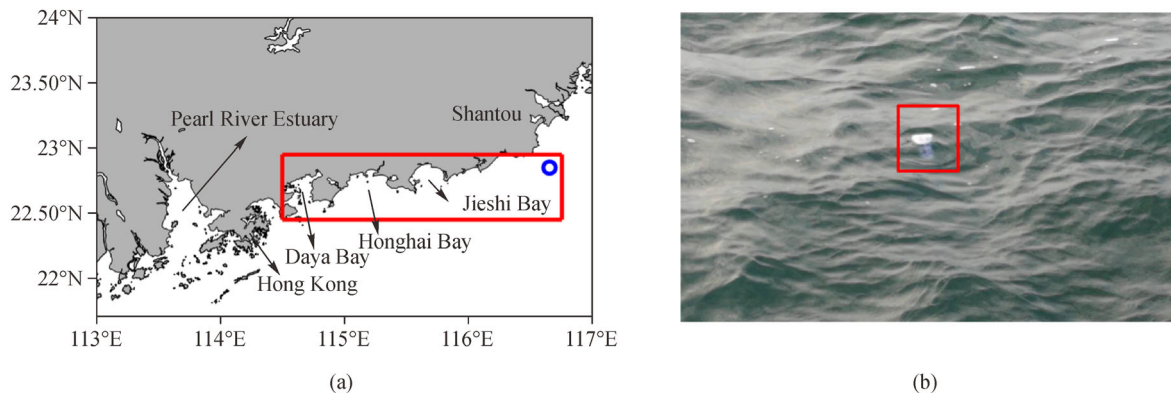 24°N
23.50°N
Pearl River Estuary
Shantou
23°N
Jieshi Bay
22.50°N
Honghai Bay
Daya Bay
22°N
Hong Kong
113°E
114°E
115°E
116°E
117°E
(a)
(b)